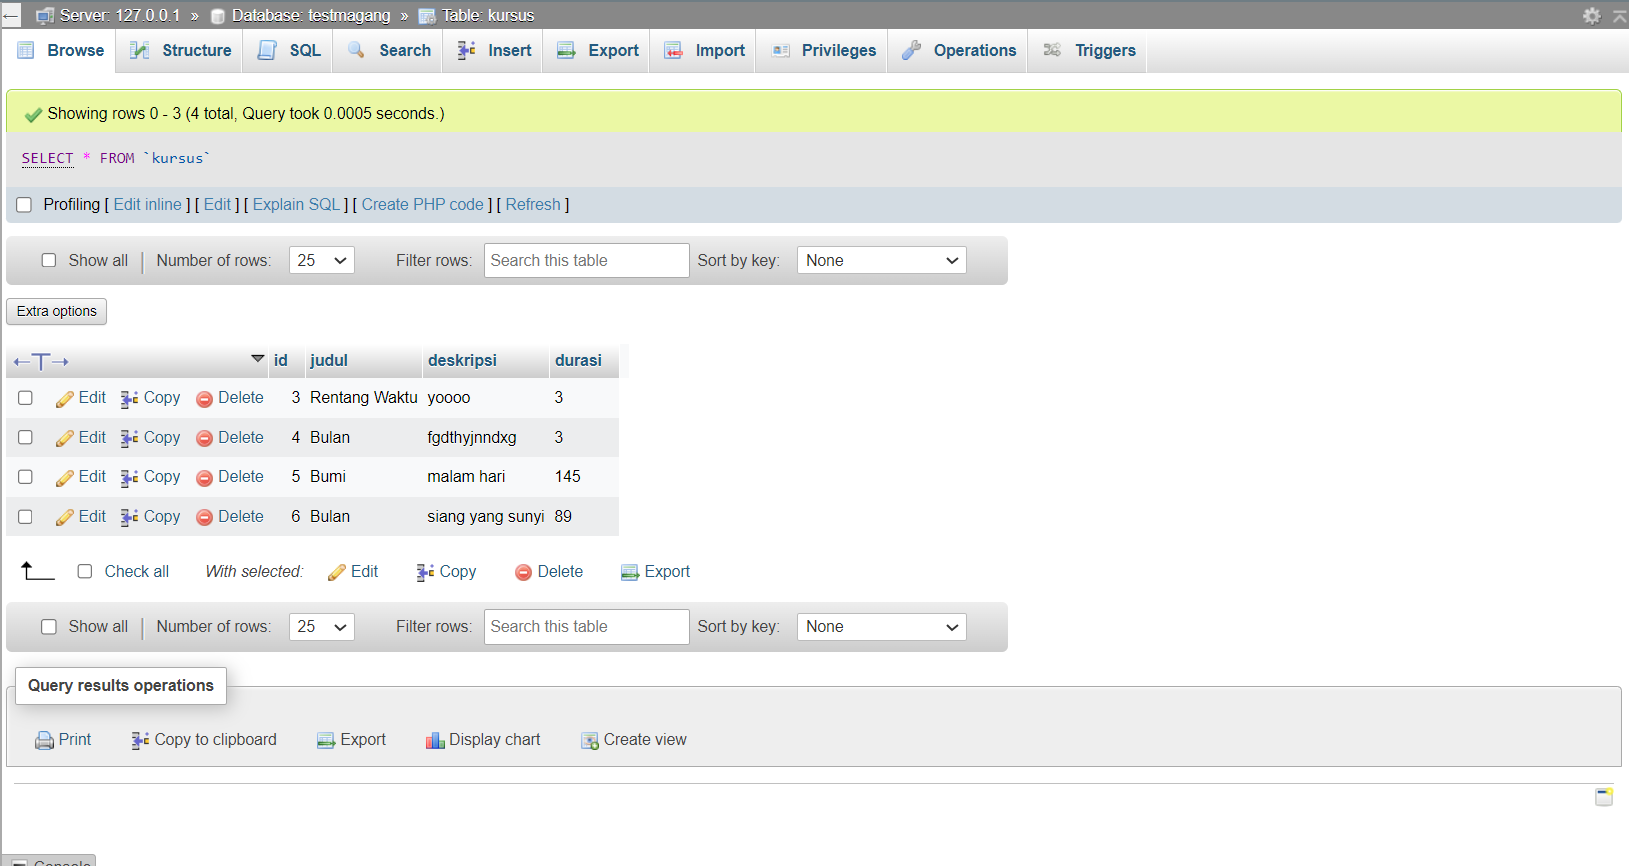 Server: 127.0.0.1 » Database: testmagang » Table: kursus
Browse Structure SQL Search Insert Export Import Privileges Operations Triggers
Showing rows 0 - 3 (4 total, Query took 0.0005 seconds.)
SELECT * FROM `kursus`
Profiling [ Edit inline ] [ Edit ] [ Explain SQL ] [ Create PHP code ] [ Refresh ]
Show all Number of rows: 25 Filter rows: Search this table Sort by key: None
Extra options
←T→ id judul deskripsi durasi
Edit Copy Delete 3 Rentang Waktu yoooo 3
Edit Copy Delete 4 Bulan fgdthyjnndxg 3
Edit Copy Delete 5 Bumi malam hari 145
Edit Copy Delete 6 Bulan siang yang sunyi 89
Check all With selected: Edit Copy Delete Export
Show all Number of rows: 25 Filter rows: Search this table Sort by key: None
Query results operations
Print Copy to clipboard Export Display chart Create view
Console